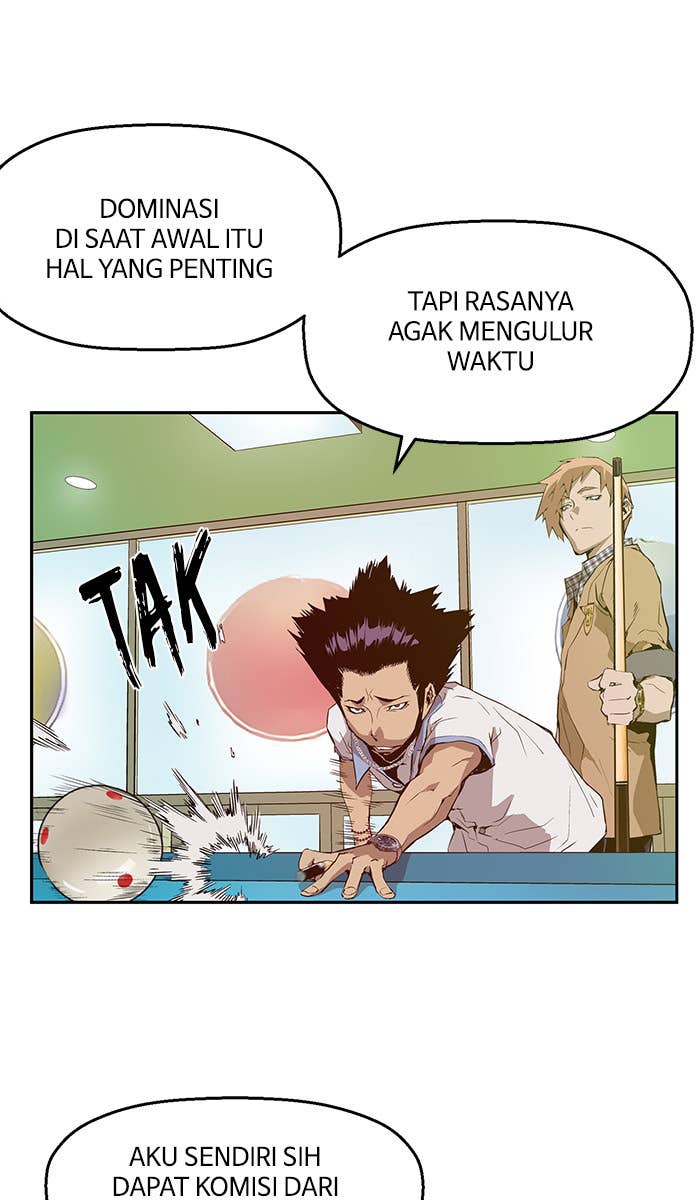 DOMINASI
DI SAAT AWAL ITU
HAL YANG PENTING
TAPI RASANYA
AGAK MENGULUR
WAKTU
TAK
AKU SENDIRI SIH
DAPAT KOMISI DARI